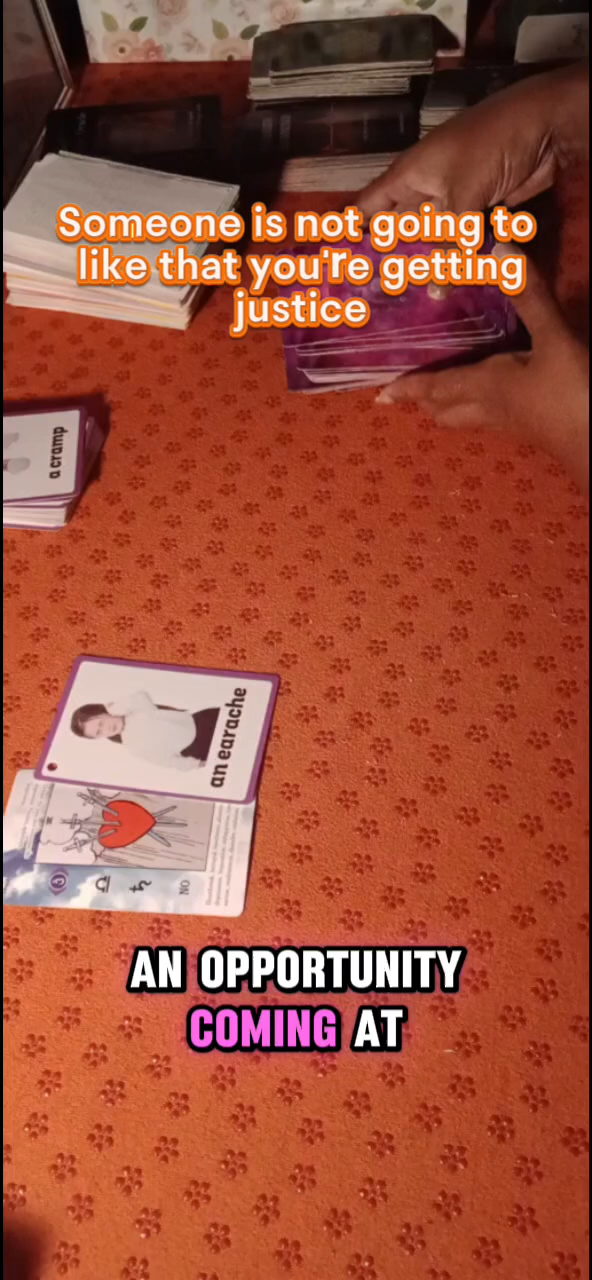 Someone is not going to
like that you're getting
justice
a cramp
an earache
3
NO
AN OPPORTUNITY
COMING AT